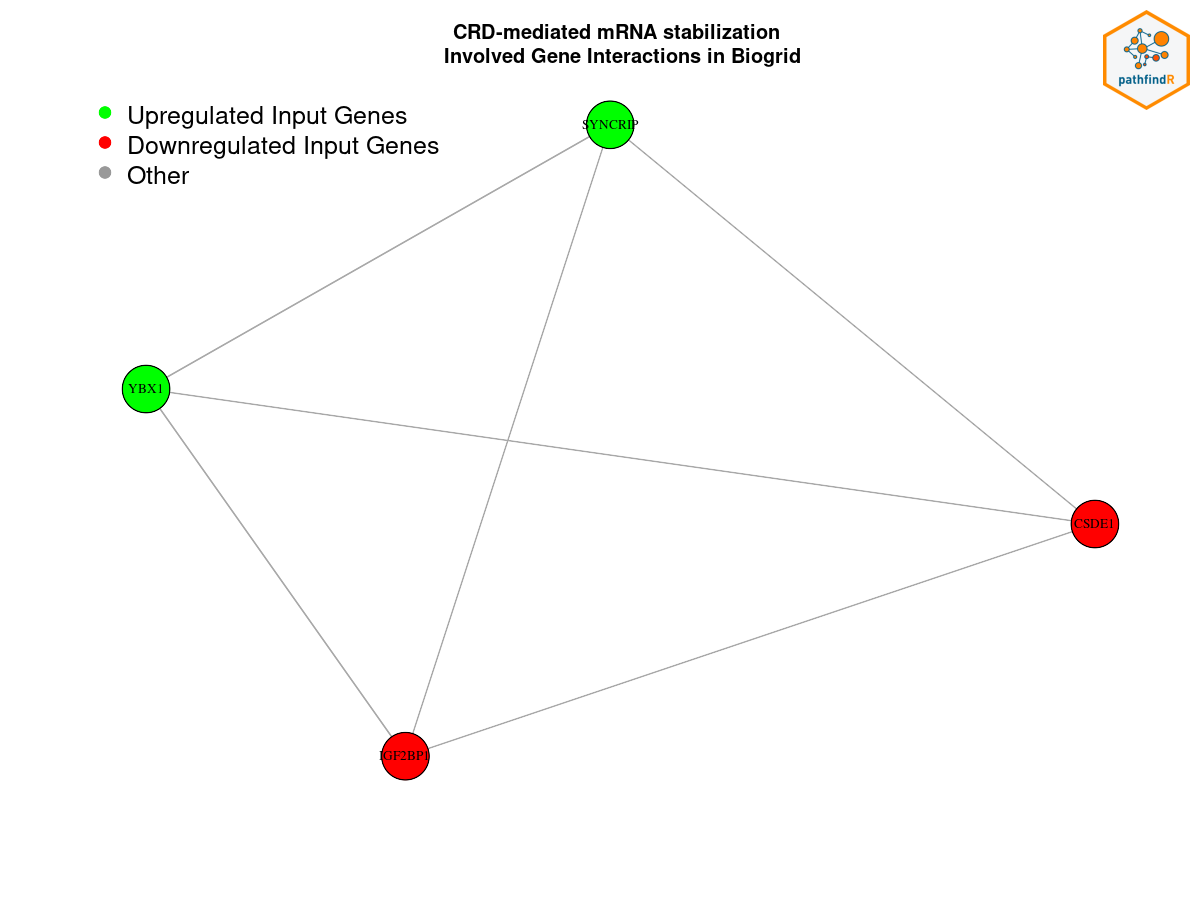 CRD-mediated mRNA stabilization
Involved Gene Interactions in Biogrid
pathfindR
Upregulated Input Genes
Downregulated Input Genes
Other
SYNCRIP
YBX1
CSDE1
IGF2BP1